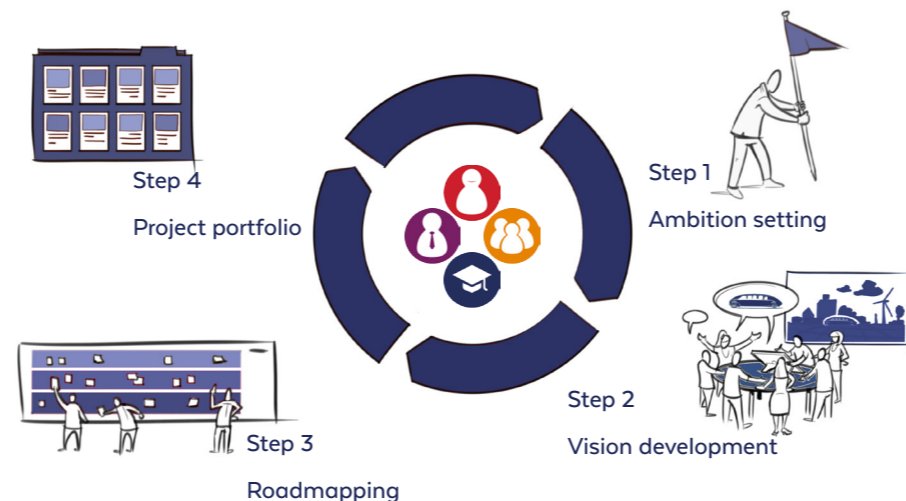 Step 1
Ambition setting
Step 2
Vision development
Step 3
Roadmapping
Step 4
Project portfolio